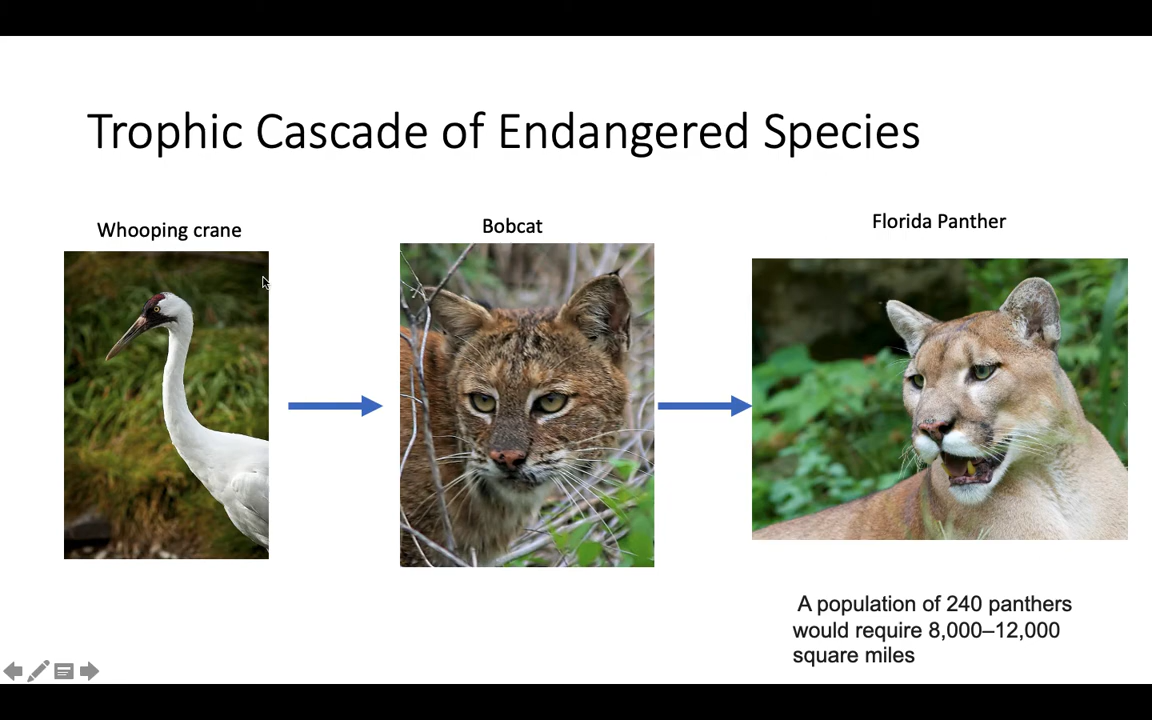 Trophic Cascade of Endangered Species
Whooping crane
Bobcat
Florida Panther
A population of 240 panthers
would require 8,000–12,000
square miles